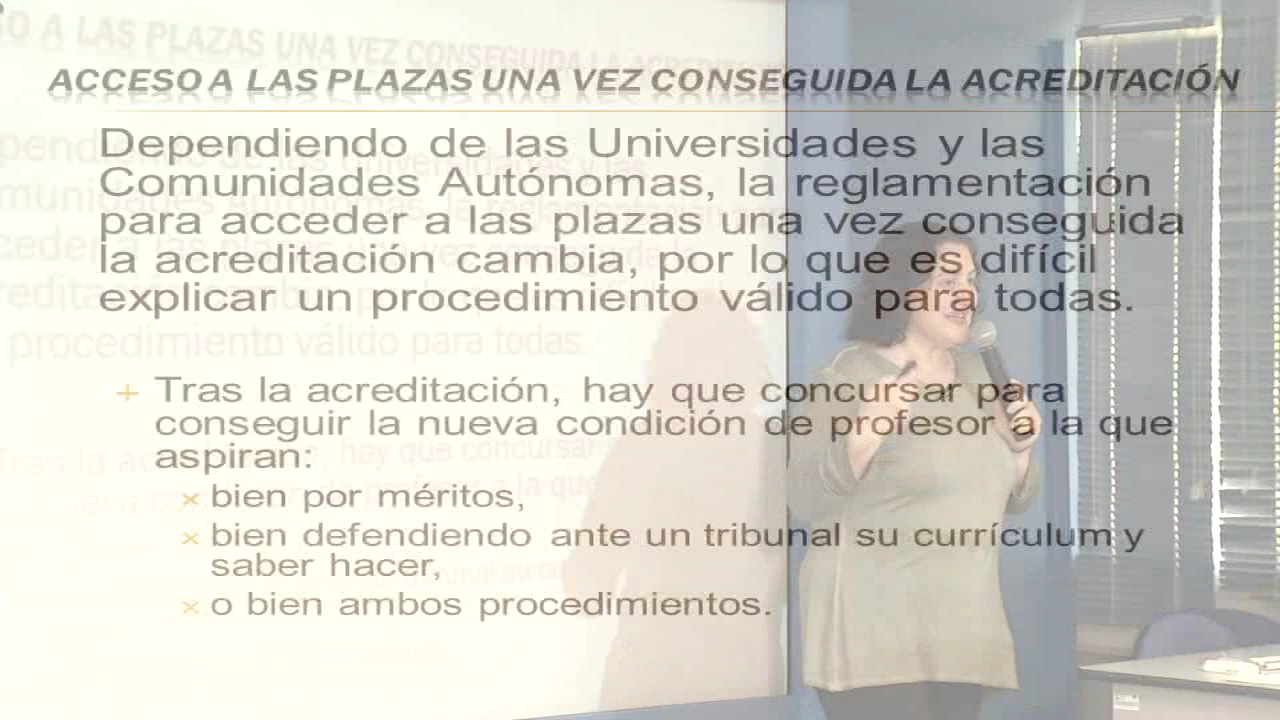 ACCESO A LAS PLAZAS UNA VEZ CONSEGUIDA LA ACREDITACIÓN
Dependiendo de las Universidades y las
Comunidades Autónomas, la reglamentación
para acceder a las plazas una vez conseguida
la acreditación cambia, por lo que es difícil
explicar un procedimiento válido para todas.
+ Tras la acreditación, hay que concursar para
conseguir la nueva condición de profesor a la que
aspiran:
× bien por méritos,
× bien defendiendo ante un tribunal su currículum y
saber hacer,
× o bien ambos procedimientos.